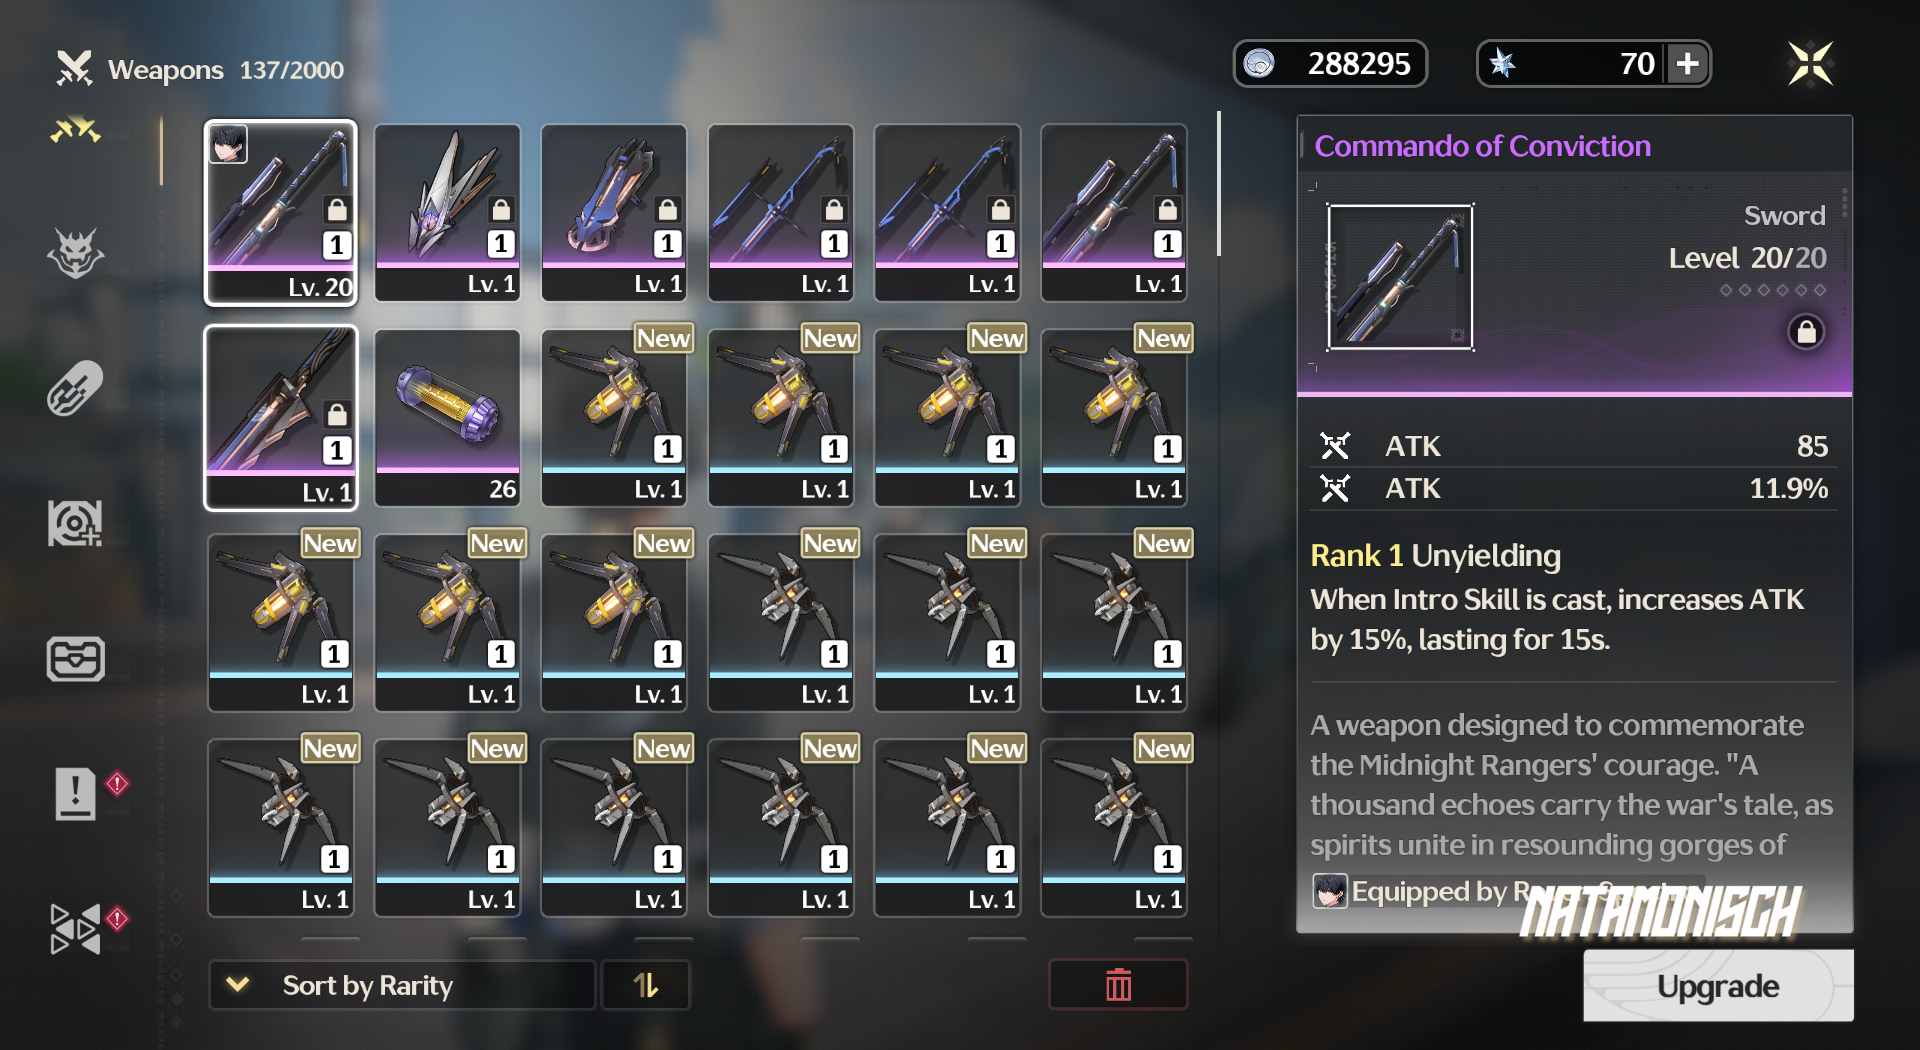 Weapons 137/2000
288295
70
1
Lv. 20
1
Lv. 1
1
Lv. 1
1
Lv. 1
1
Lv. 1
1
Lv. 1
1
Lv. 1
26
New
1
Lv. 1
New
1
Lv. 1
New
1
Lv. 1
New
1
Lv. 1
New
1
Lv. 1
New
1
Lv. 1
New
1
Lv. 1
New
1
Lv. 1
New
1
Lv. 1
New
1
Lv. 1
New
1
Lv. 1
New
1
Lv. 1
New
1
Lv. 1
New
1
Lv. 1
New
1
Lv. 1
New
1
Lv. 1
Sort by Rarity
Commando of Conviction
Sword
Level 20/20
ATK 85
ATK 11.9%
Rank 1 Unyielding
When Intro Skill is cast, increases ATK
by 15%, lasting for 15s.
A weapon designed to commemorate
the Midnight Rangers' courage. "A
thousand echoes carry the war's tale, as
spirits unite in resounding gorges of
Equipped by
NATAMONISCH
Upgrade